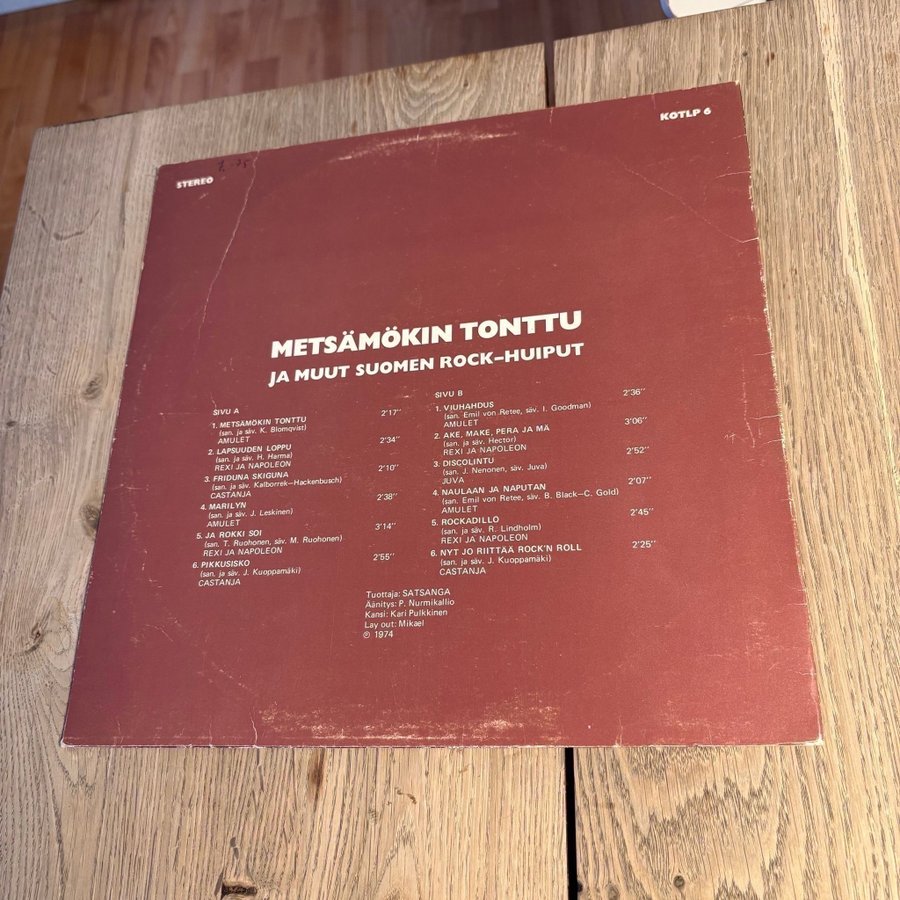 STEREO
KOTLP 6
METSÄMÖKIN TONTTU
JA MUUT SUOMEN ROCK-HUIPUT
SIVU A
1. METSÄMÖKIN TONTTU 2'17''
(san. ja säv. K. Blomqvist)
AMULET
2. LAPSUUDEN LOPPU 2'34''
(san. ja säv. H. Harma)
REXI JA NAPOLEON
3. FRIDUNA SKIGUNA 2'10''
(san. ja säv. Kalborrek-Hackenbusch)
CASTANJA
4. MARILYN 2'38''
(san. ja säv. J. Leskinen)
AMULET
5. JA ROKKI SOI 3'14''
(san. T. Ruohonen, säv. M. Ruohonen)
REXI JA NAPOLEON
6. PIKKUSISKO 2'55''
(san. ja säv. J. Kuoppamäki)
CASTANJA
SIVU B
1. VIUHAHDUS 2'36''
(san. Emil von Retee, säv. I. Goodman)
AMULET
2. AKE, MAKE, PERA JA MÄ 3'06''
(san. ja säv. Hector)
REXI JA NAPOLEON
3. DISCOLINTU 2'52''
(san. J. Nenonen, säv. Juva)
JUVA
4. NAULAAN JA NAPUTAN 2'07''
(san. Emil von Retee, säv. B. Black-C. Gold)
AMULET
5. ROCKADILLO 2'45''
(san. ja säv. R. Lindholm)
REXI JA NAPOLEON
6. NYT JO RIITTÄÄ ROCK'N ROLL 2'25''
(san. ja säv. J. Kuoppamäki)
CASTANJA
Tuottaja: SATSANGA
Äänitys: P. Nurmikallio
Kansi: Kari Pulkkinen
Lay out: Mikael
℗ 1974